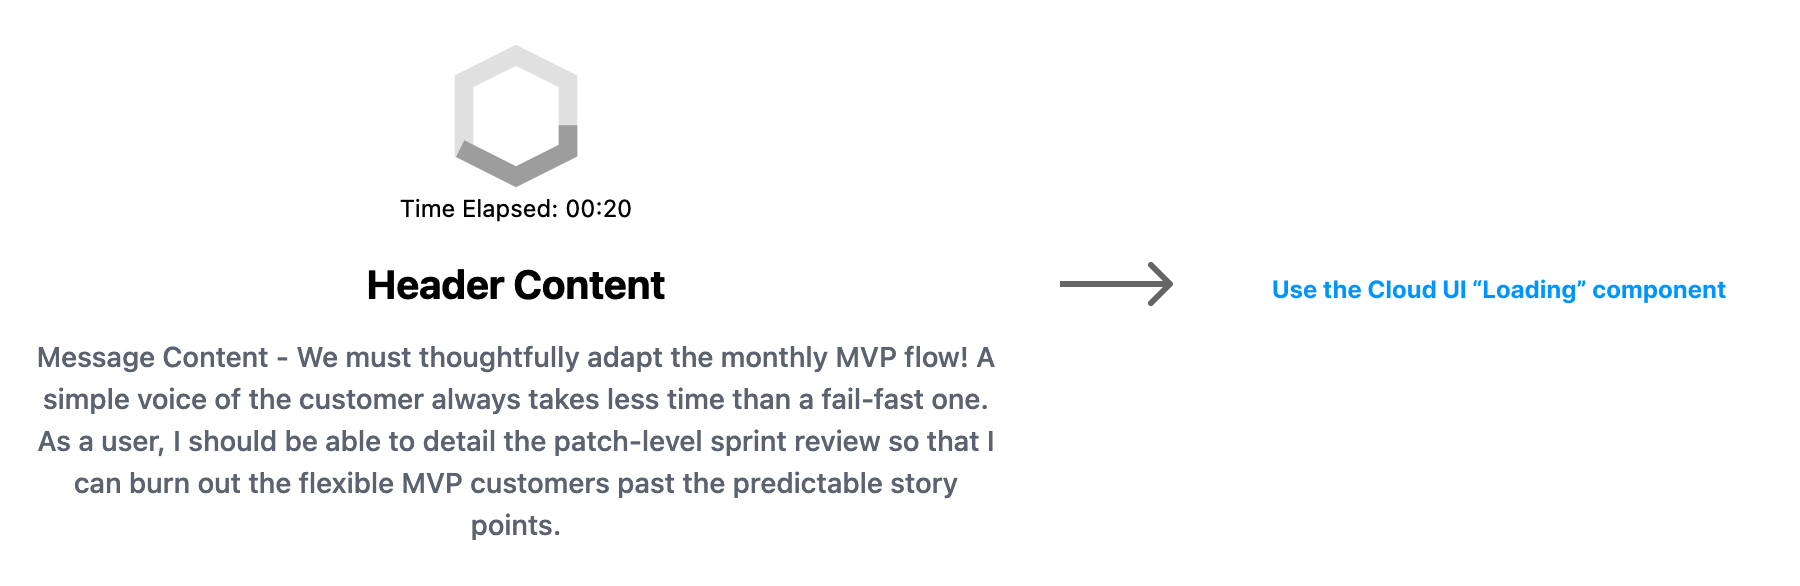 Time Elapsed: 00:20
Header Content
Use the Cloud UI “Loading” component
Message Content - We must thoughtfully adapt the monthly MVP flow! A
simple voice of the customer always takes less time than a fail-fast one.
As a user, I should be able to detail the patch-level sprint review so that I
can burn out the flexible MVP customers past the predictable story
points.